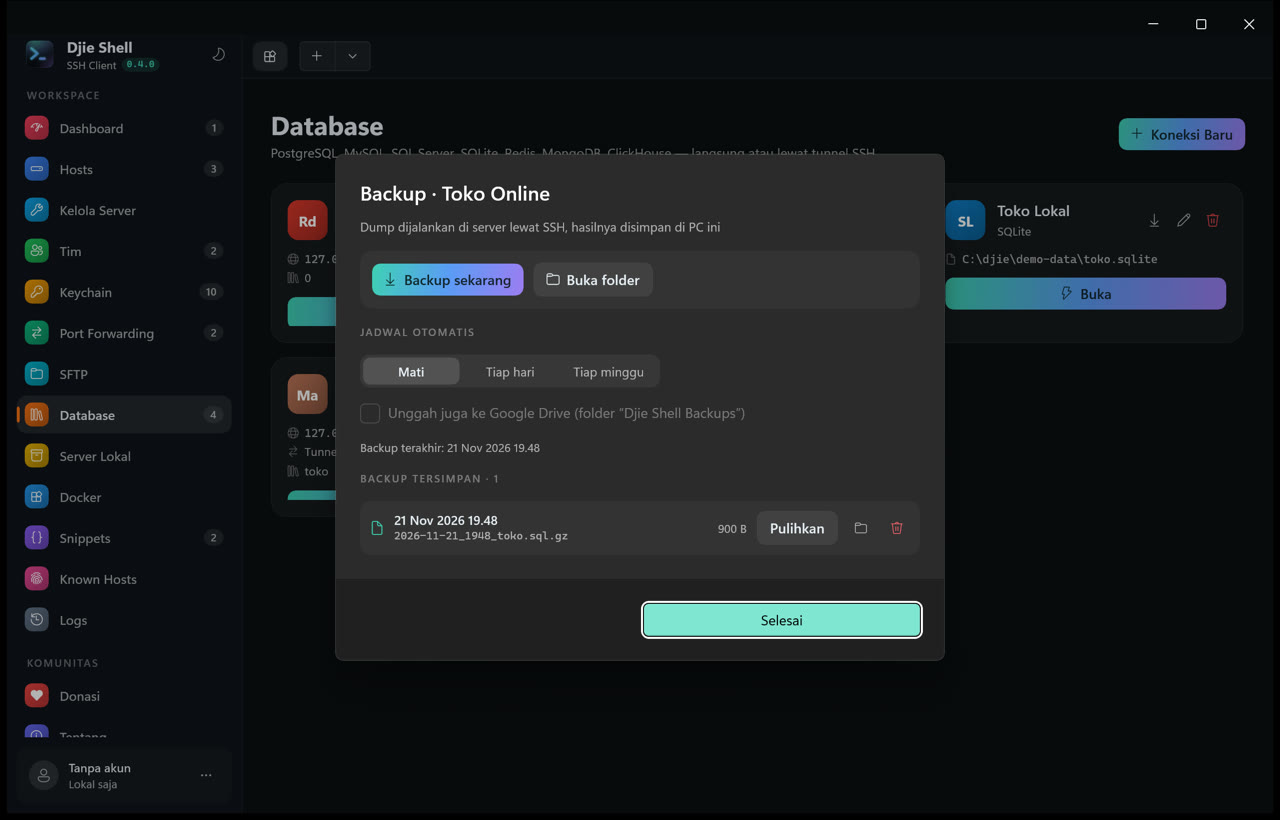 Djie Shell
SSH Client 0.4.0
WORKSPACE
Dashboard 1
Hosts 3
Kelola Server
Tim 2
Keychain 10
Port Forwarding 2
SFTP
Database 4
Server Lokal
Docker
Snippets 2
Known Hosts
Logs
KOMUNITAS
Donasi
Tentang
Tanpa akun
Lokal saja
Database
PostgreSQL, MySQL, SQL Server, SQLite, Redis, MongoDB, ClickHouse — langsung atau lewat tunnel SSH
Koneksi Baru
Rd
127.0
0
Ma
127.0
Tunne
toko
SL
Toko Lokal
SQLite
C:\djie\demo-data\toko.sqlite
Buka
Backup · Toko Online
Dump dijalankan di server lewat SSH, hasilnya disimpan di PC ini
Backup sekarang
Buka folder
JADWAL OTOMATIS
Mati Tiap hari Tiap minggu
Unggah juga ke Google Drive (folder “Djie Shell Backups”)
Backup terakhir: 21 Nov 2026 19.48
BACKUP TERSIMPAN · 1
21 Nov 2026 19.48
2026-11-21_1948_toko.sql.gz
900 B
Pulihkan
Selesai